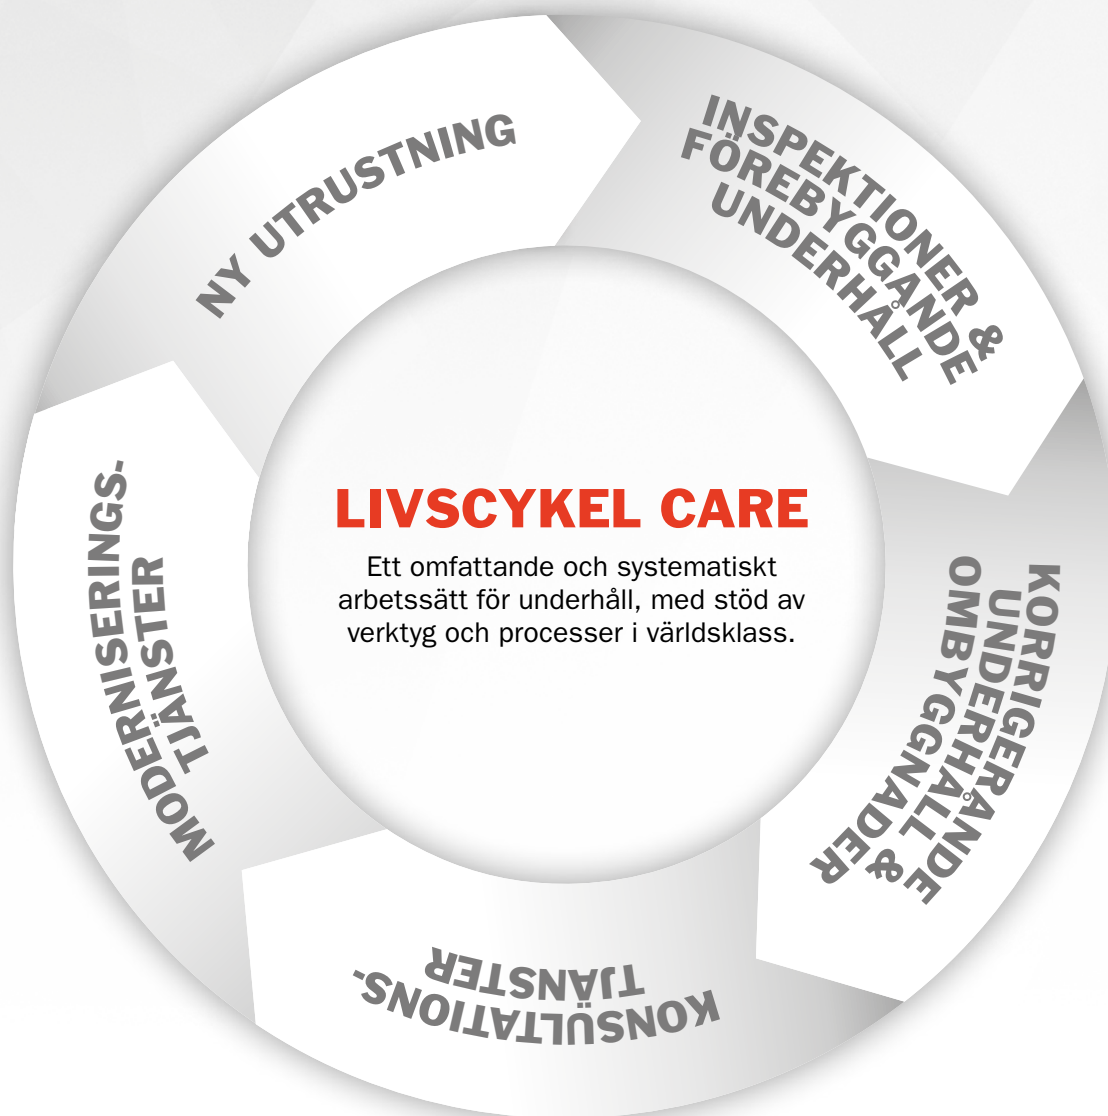 NY UTRUSTNING
INSPEKTIONER &
FÖREBYGGANDE
UNDERHÅLL
KORRIGERANDE
UNDERHÅLL &
OMBYGGNADER
KONSULTATIONS-
TJÄNSTER
MODERNISERINGS-
TJÄNSTER
LIVSCYKEL CARE
Ett omfattande och systematiskt
arbetssätt för underhåll, med stöd av
verktyg och processer i världsklass.